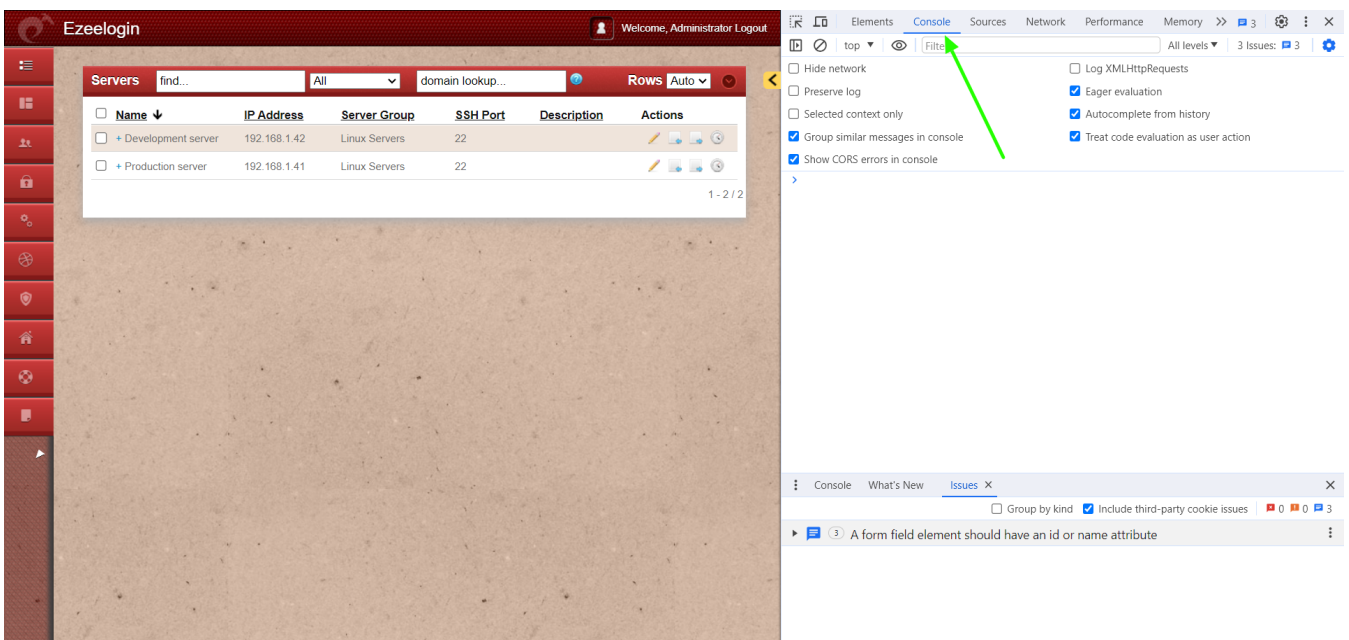 Ezeelogin
Welcome, Administrator Logout
Servers find... All domain lookup... Rows Auto
Name IP Address Server Group SSH Port Description Actions
+ Development server 192.168.1.42 Linux Servers 22
+ Production server 192.168.1.41 Linux Servers 22
1 - 2 / 2
Elements Console Sources Network Performance Memory 3
top Filte All levels 3 Issues: 3
Hide network Log XMLHttpRequests
Preserve log Eager evaluation
Selected context only Autocomplete from history
Group similar messages in console Treat code evaluation as user action
Show CORS errors in console
Console What's New Issues
Group by kind Include third-party cookie issues 0 0 3
3 A form field element should have an id or name attribute